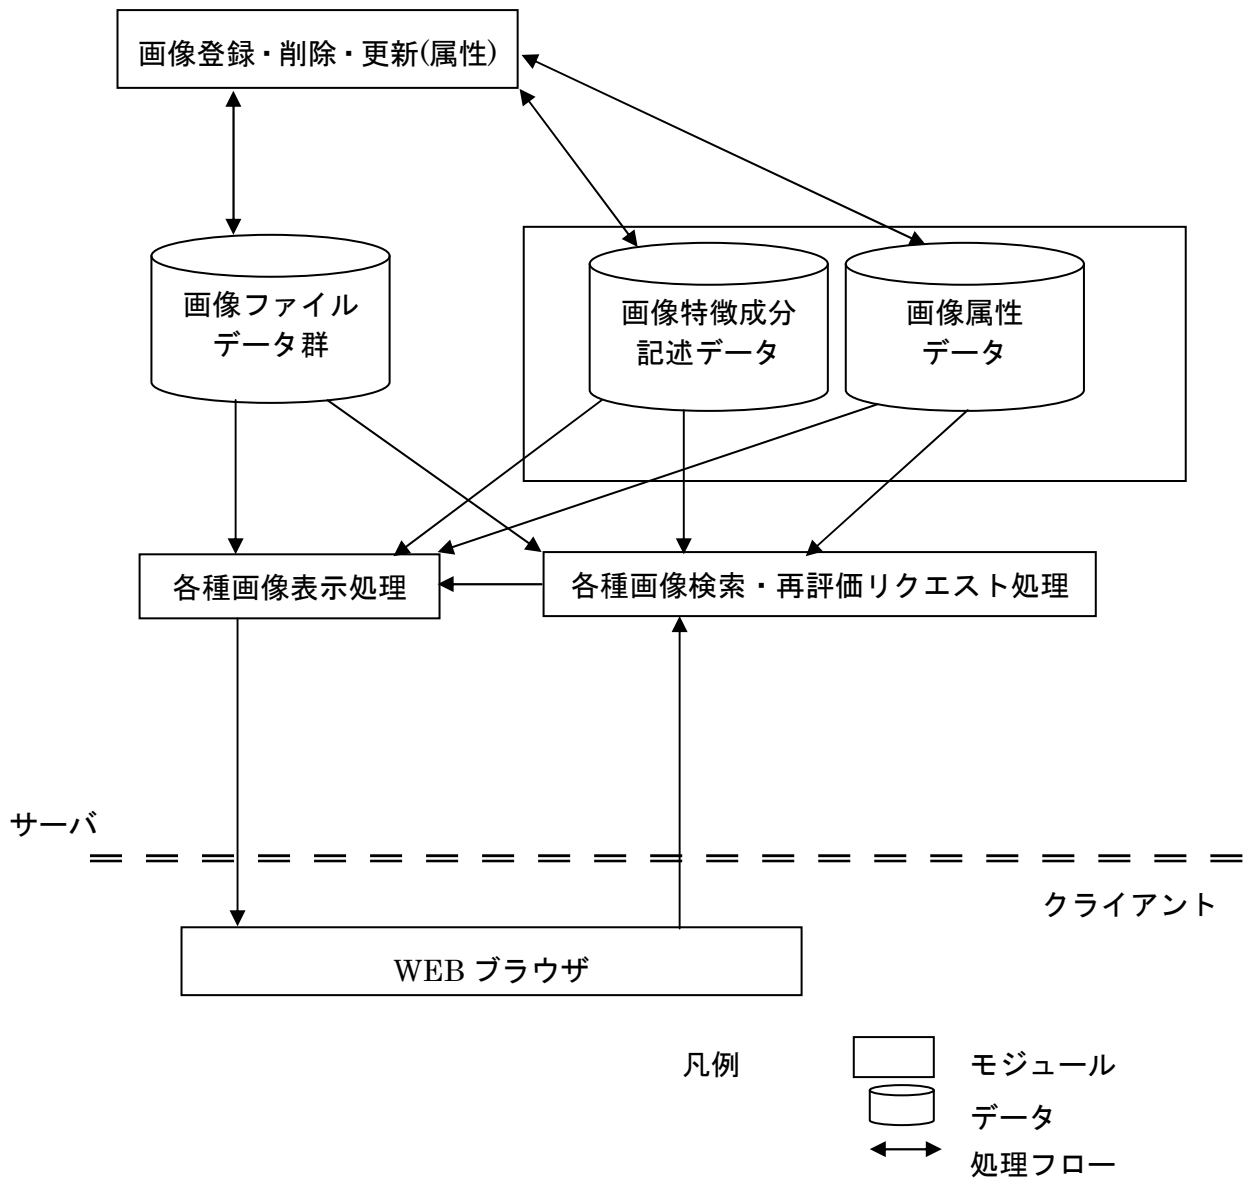 画像登録・削除・更新(属性)
画像ファイル
データ群
画像特徴成分
記述データ
画像属性
データ
各種画像表示処理
各種画像検索・再評価リクエスト処理
サーバ
クライアント
WEB ブラウザ
凡例
モジュール
データ
処理フロー